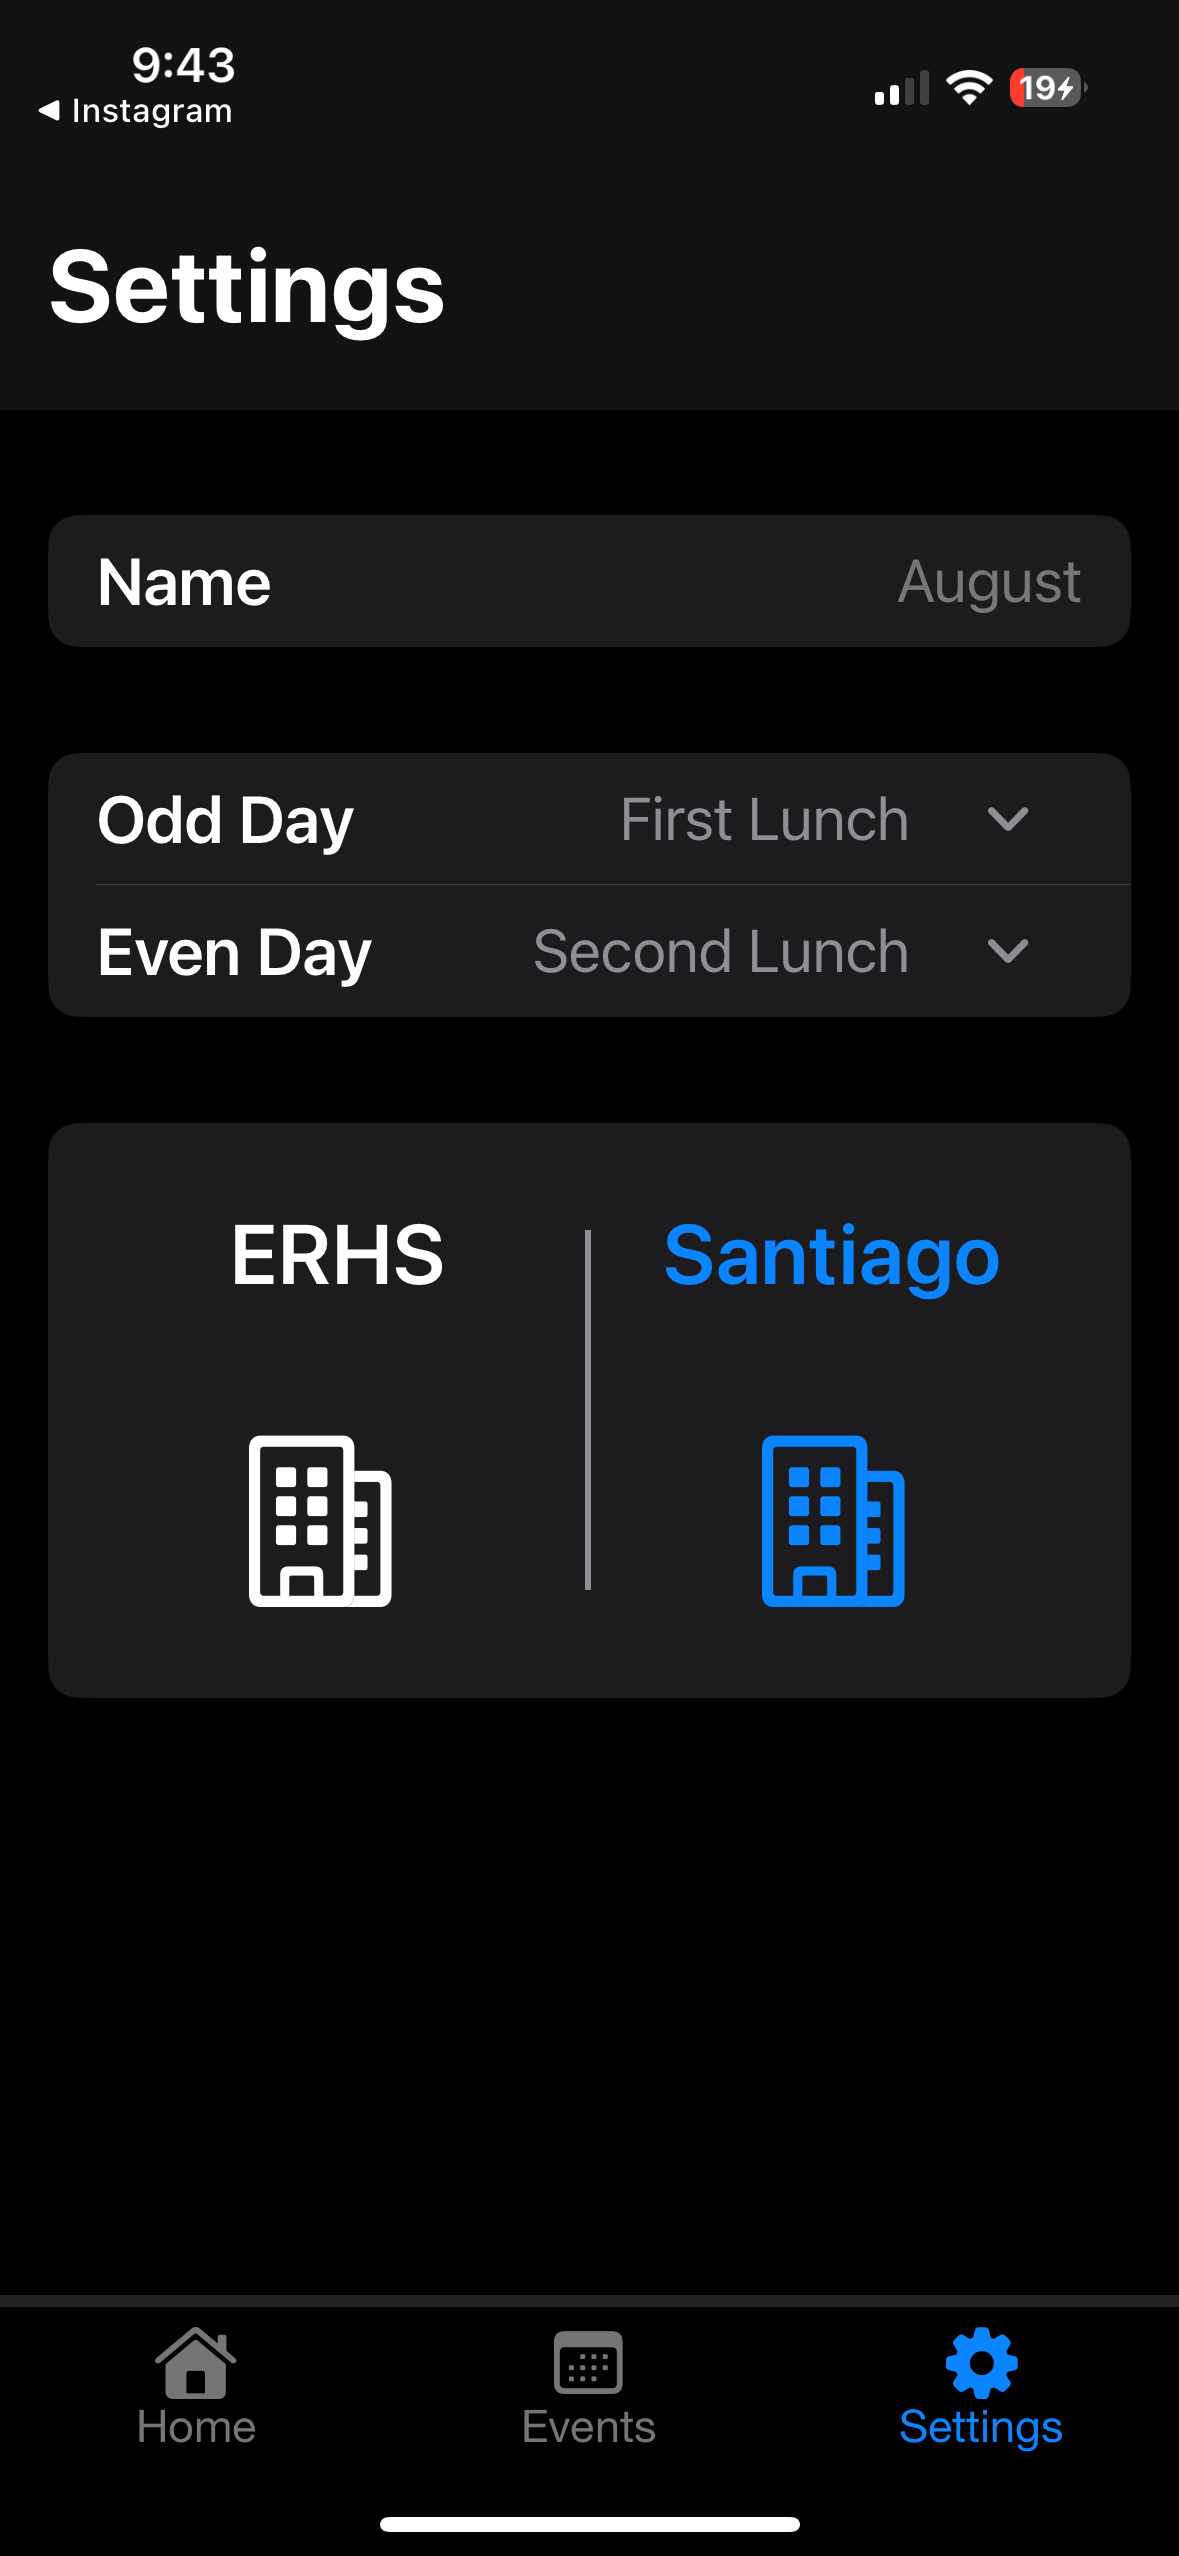 9:43
Instagram
19
Settings
Name August
Odd Day First Lunch
Even Day Second Lunch
ERHS Santiago
Home Events Settings